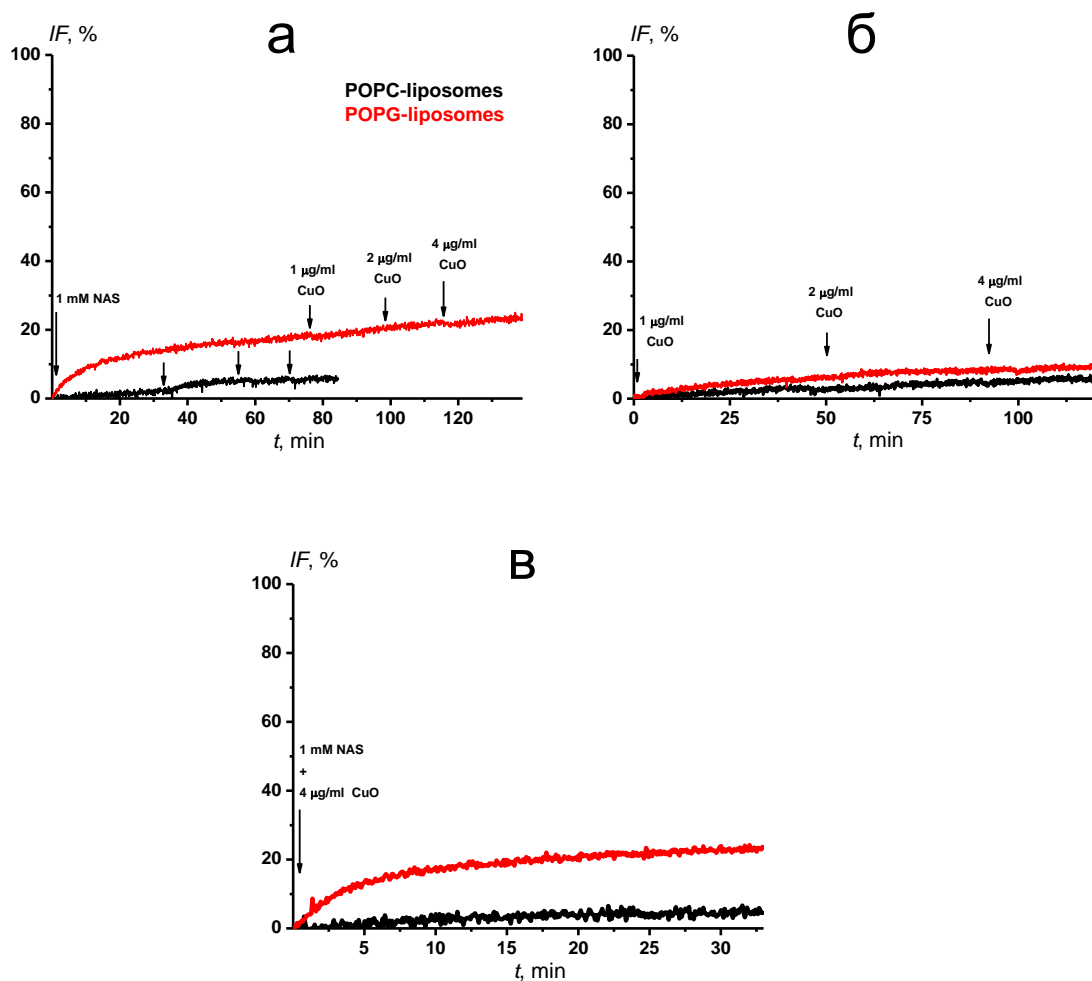 а
IF, %
100
80
60
40
20
0
POPC-liposomes
POPG-liposomes
1 mM NAS
1 μg/ml
CuO
2 μg/ml
CuO
4 μg/ml
CuO
20 40 60 80 100 120
t, min
б
IF, %
100
80
60
40
20
0
1 μg/ml
CuO
2 μg/ml
CuO
4 μg/ml
CuO
0 25 50 75 100
t, min
в
IF, %
100
80
60
40
20
0
1 mM NAS
+
4 μg/ml CuO
5 10 15 20 25 30
t, min